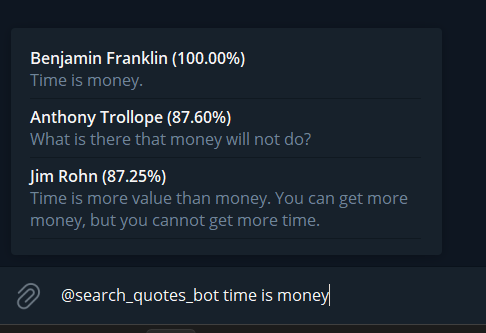 Benjamin Franklin (100.00%)
Time is money.
Anthony Trollope (87.60%)
What is there that money will not do?
Jim Rohn (87.25%)
Time is more value than money. You can get more
money, but you cannot get more time.
@search_quotes_bot time is money